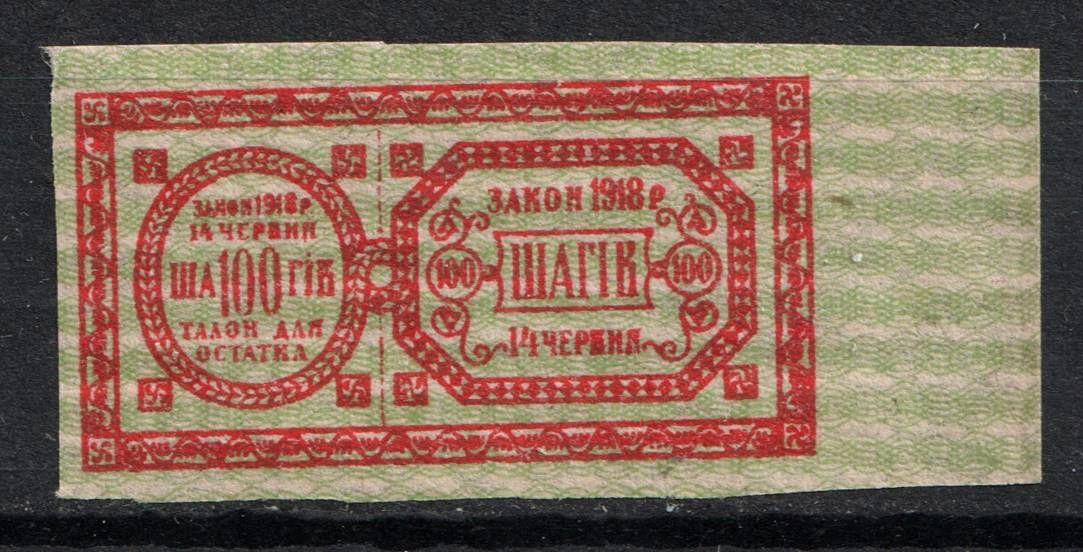 ЗАКОН 1918 Р.
14 ЧЕРВНЯ
ША 100 ГІВ
ТАЛОН ДЛЯ
ОСТАТКА
ЗАКОН 1918 Р.
100 ШАГІВ 100
14 ЧЕРВНЯ